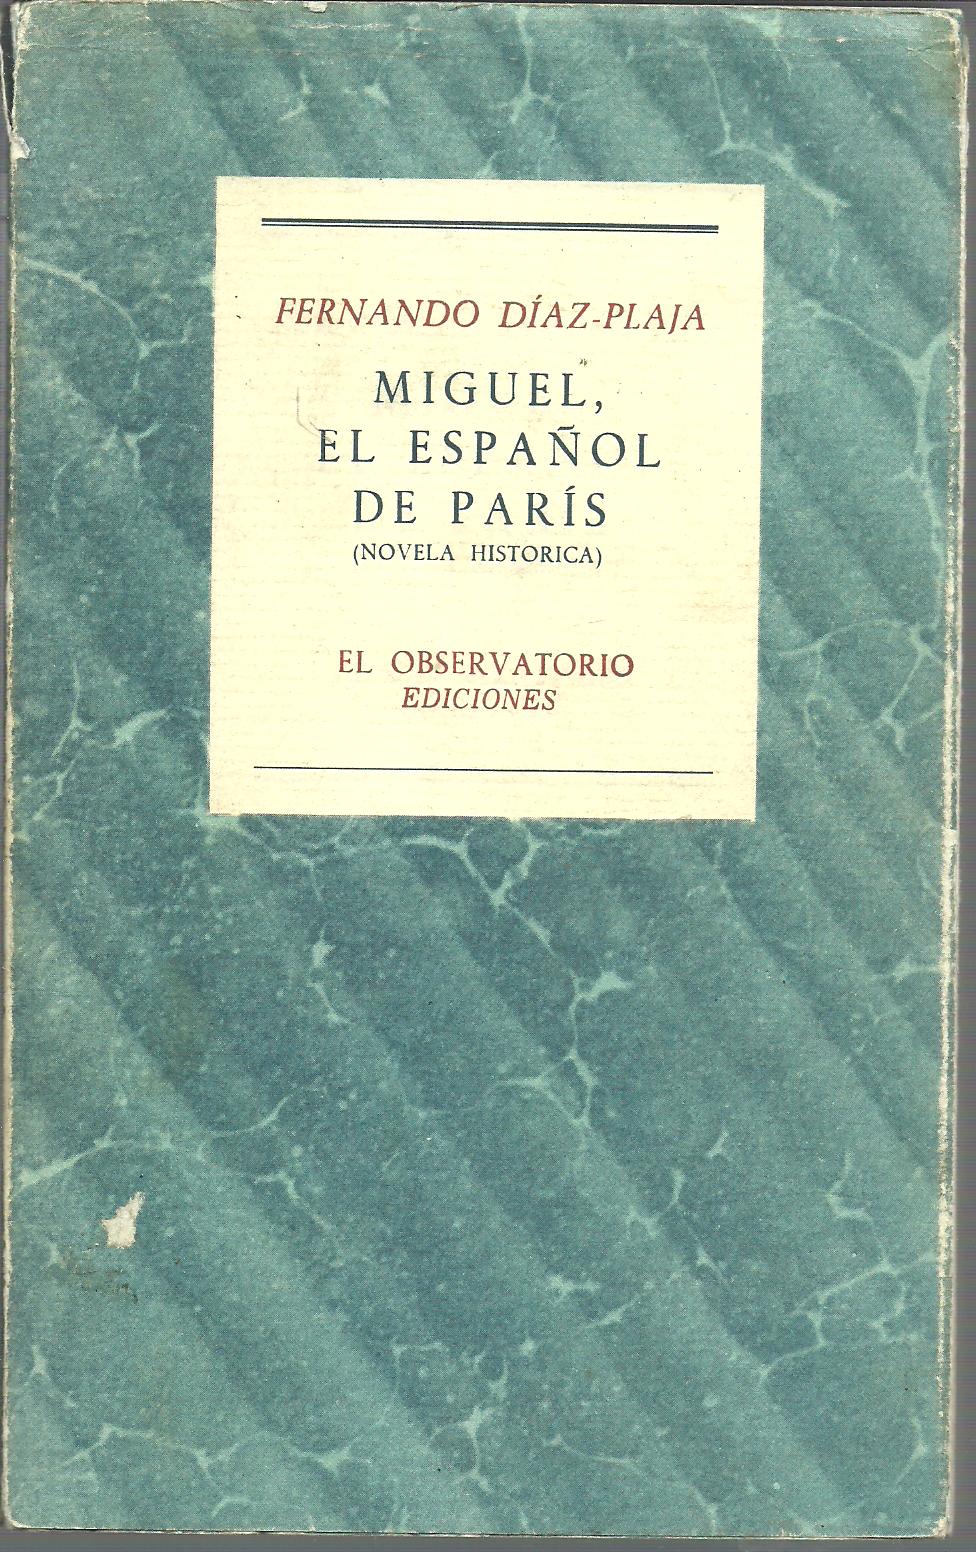 FERNANDO DÍAZ-PLAJA
MIGUEL,
EL ESPAÑOL
DE PARÍS
(NOVELA HISTORICA)
EL OBSERVATORIO
EDICIONES